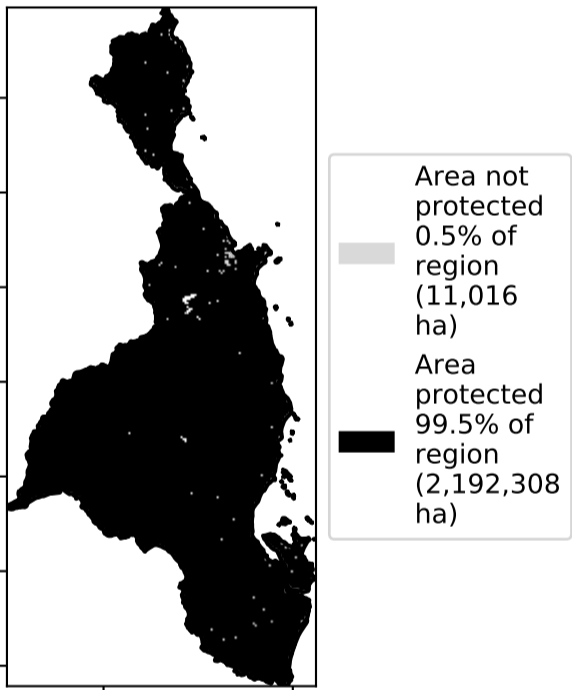 Area not
protected
0.5% of
region
(11,016
ha)
Area
protected
99.5% of
region
(2,192,308
ha)